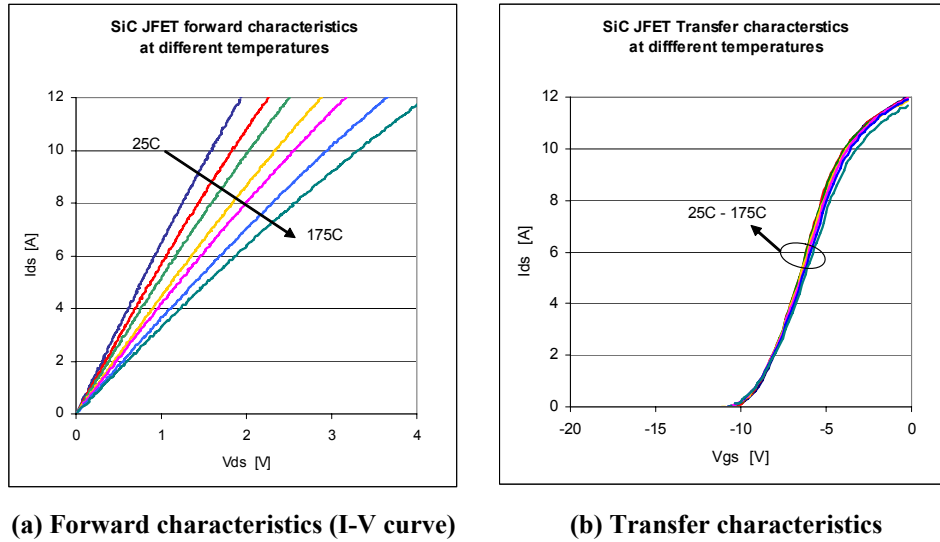 SiC JFET forward characteristics
at different temperatures
12
10
8
6
4
2
0
Ids [A]
25C
175C
0
1
2
3
4
Vds [V]
(a) Forward characteristics (I-V curve)
SiC JFET Transfer characterstics
at diffferent temperatures
12
10
8
6
4
2
0
Ids [A]
25C - 175C
-20
-15
-10
-5
0
Vgs [V]
(b) Transfer characteristics